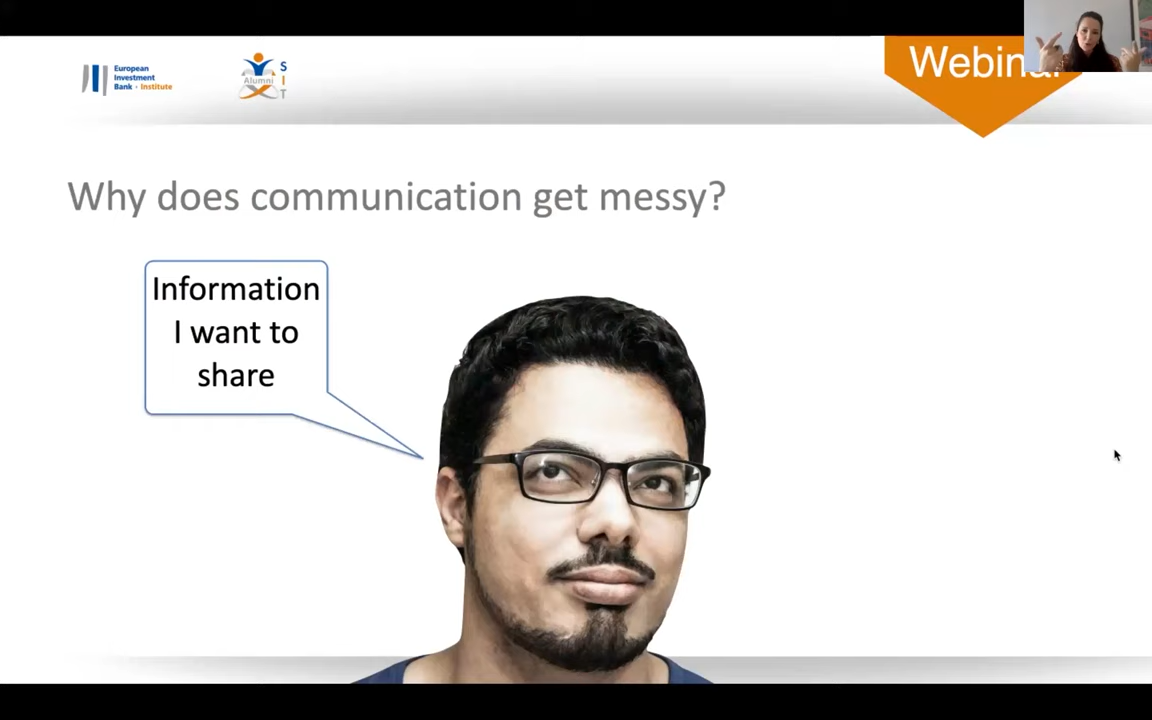 European
Investment
Bank • Institute
Alumni
S
I
T
Webinar
Why does communication get messy?
Information
I want to
share